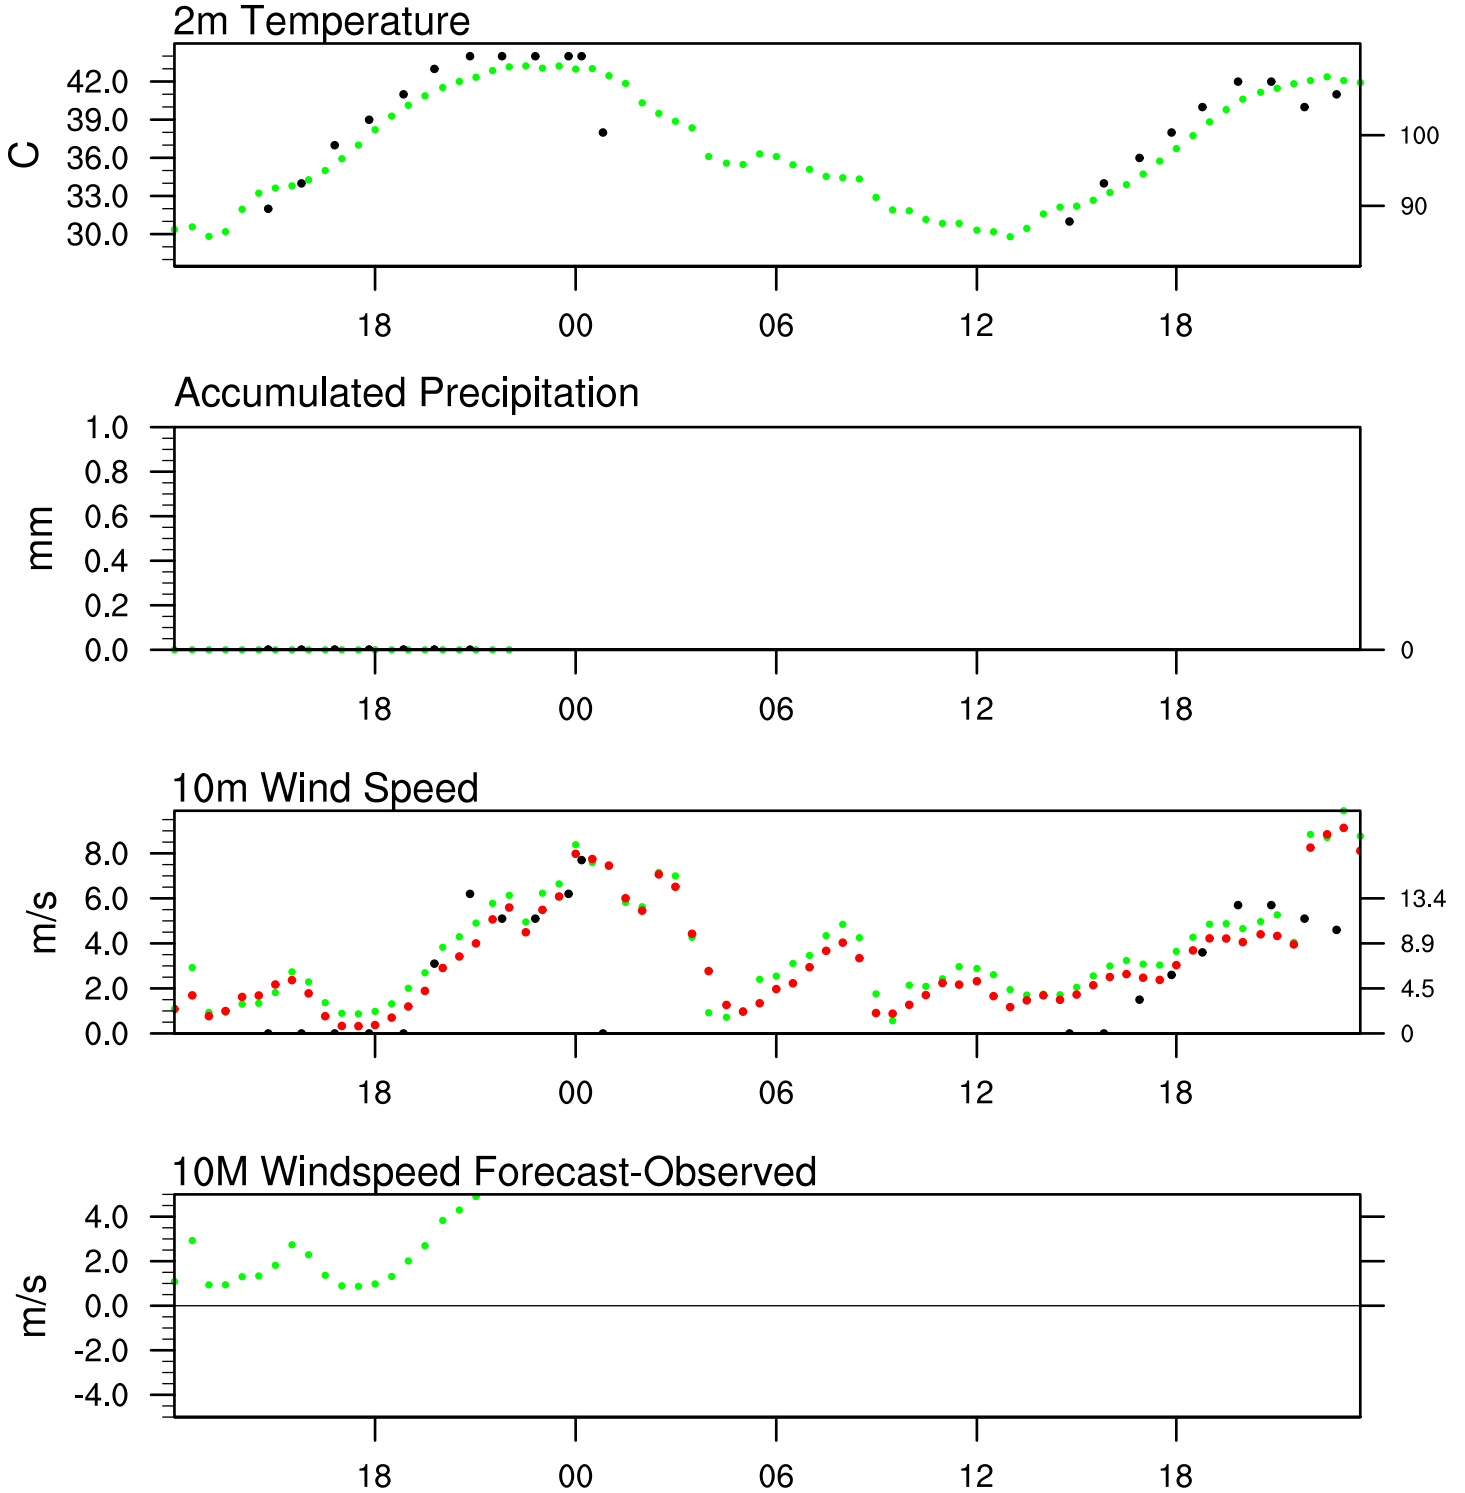 2m Temperature
42.0
39.0
36.0
33.0
30.0
C
100
90
18 00 06 12 18
Accumulated Precipitation
1.0
0.8
0.6
0.4
0.2
0.0
mm
0
18 00 06 12 18
10m Wind Speed
8.0
6.0
4.0
2.0
0.0
m/s
13.4
8.9
4.5
0
18 00 06 12 18
10M Windspeed Forecast-Observed
4.0
2.0
0.0
-2.0
-4.0
m/s
18 00 06 12 18